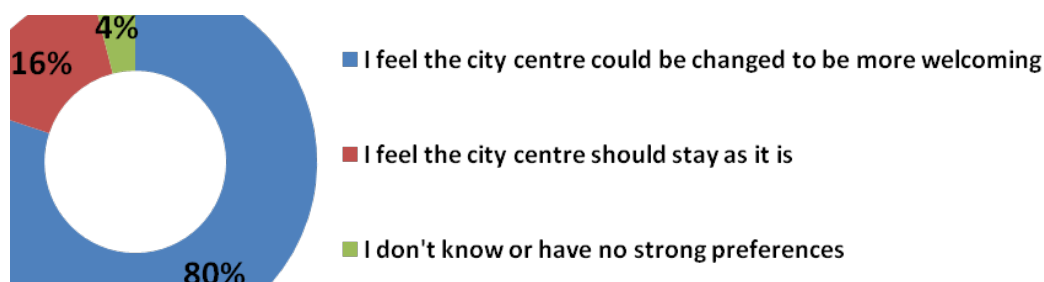 4%
16%
I feel the city centre could be changed to be more welcoming
I feel the city centre should stay as it is
I don't know or have no strong preferences
80%